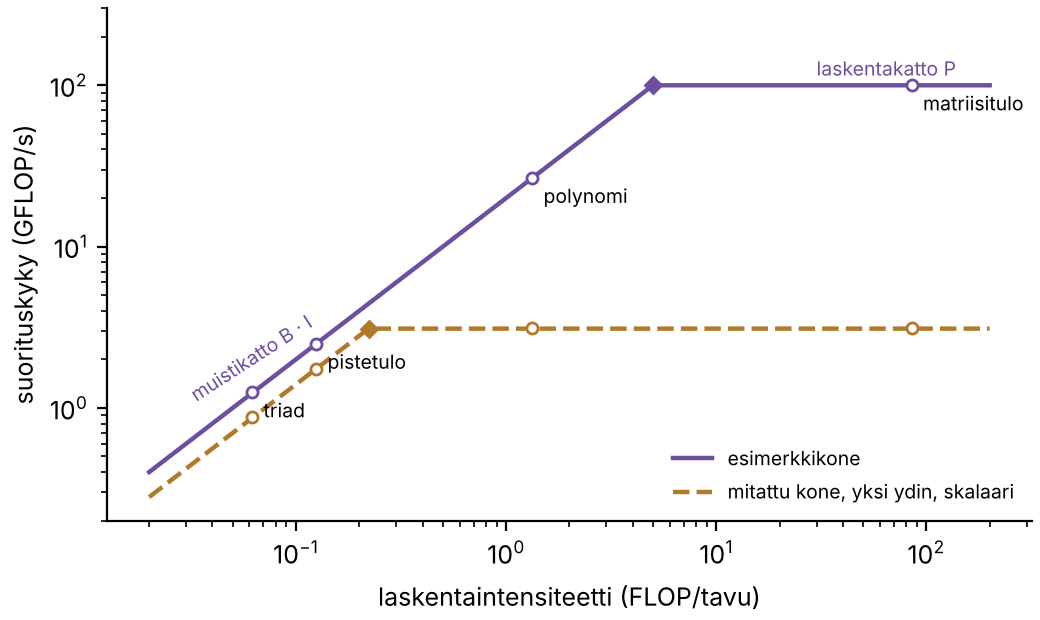 suorituskyky (GFLOP/s)
10²
10¹
10⁰
laskentakatto P
matriisitulo
polynomi
muistikatto B · I
pistetulo
triad
esimerkkikone
mitattu kone, yksi ydin, skalaari
10⁻¹
10⁰
10¹
10²
laskentaintensiteetti (FLOP/tavu)